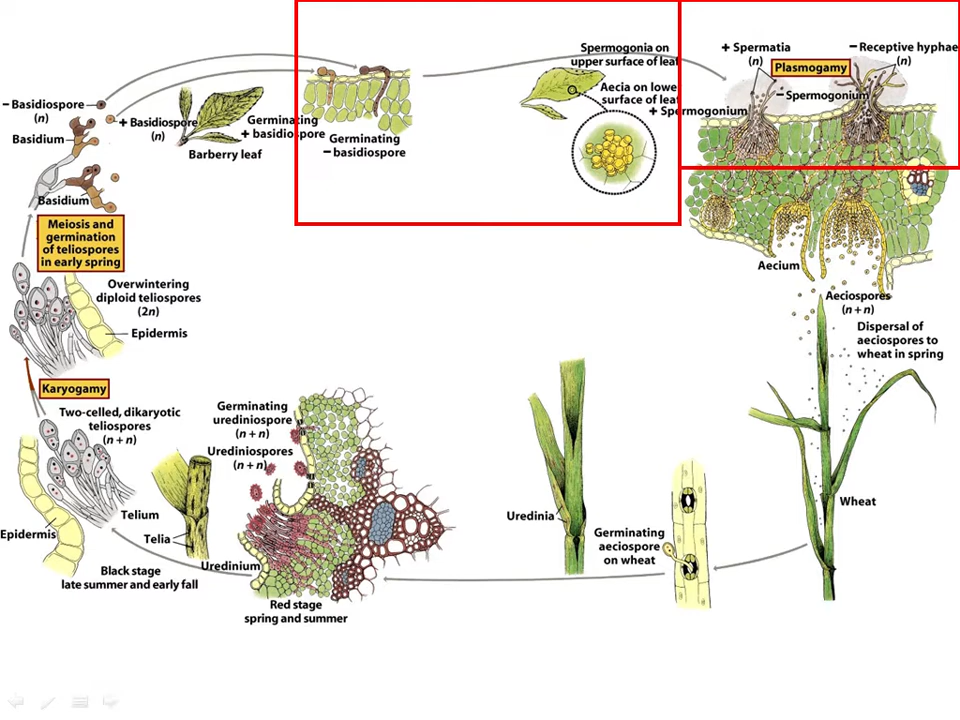 Spermogonia on
upper surface of leaf
Aecia on lowe
surface of leaf
+ Spermogonium
+ Spermatia
(n)
− Receptive hyphae
(n)
Plasmogamy
− Spermogonium
− Basidiospore
(n)
Basidium
+ Basidiospore
(n)
Barberry leaf
Germinating
+ basidiospore
Germinating
− basidiospore
Basidium
Meiosis and
germination
of teliospores
in early spring
Overwintering
diploid teliospores
(2n)
Epidermis
Aecium
Aeciospores
(n + n)
Dispersal of
aeciospores to
wheat in spring
Karyogamy
Two-celled, dikaryotic
teliospores
(n + n)
Germinating
urediniospore
(n + n)
Urediniospores
(n + n)
Telium
Telia
Epidermis
Uredinium
Urediniа
Germinating
aeciospore
on wheat
Wheat
Black stage
late summer and early fall
Red stage
spring and summer